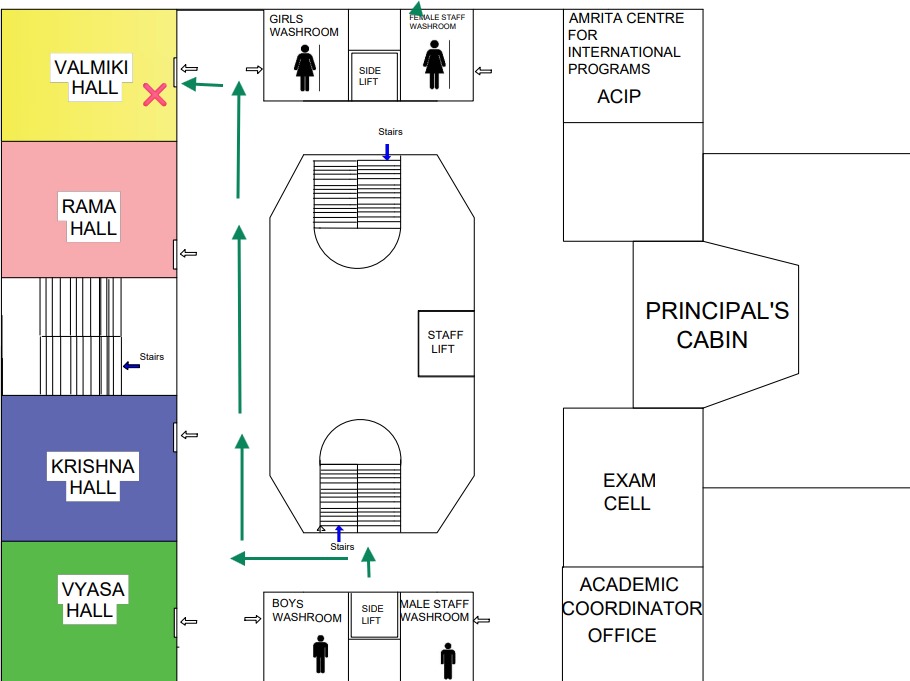 GIRLS
WASHROOM
FEMALE STAFF
WASHROOM
SIDE
LIFT
AMRITA CENTRE
FOR
INTERNATIONAL
PROGRAMS
ACIP
VALMIKI
HALL
Stairs
RAMA
HALL
STAFF
LIFT
PRINCIPAL'S
CABIN
Stairs
KRISHNA
HALL
EXAM
CELL
Stairs
VYASA
HALL
BOYS
WASHROOM
SIDE
LIFT
MALE STAFF
WASHROOM
ACADEMIC
COORDINATOR
OFFICE